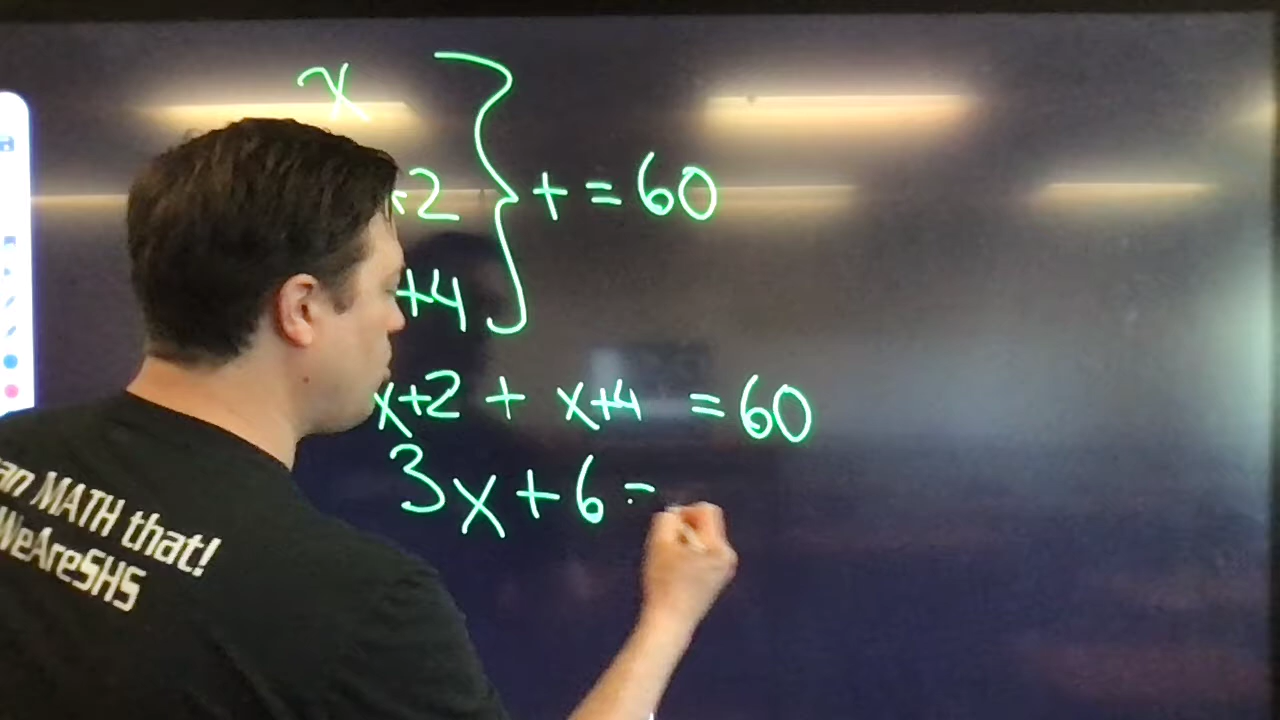 x
+2
+ = 60
+4
x+2 + x+4 = 60
3x+6=
an MATH that!
WeAreSHS